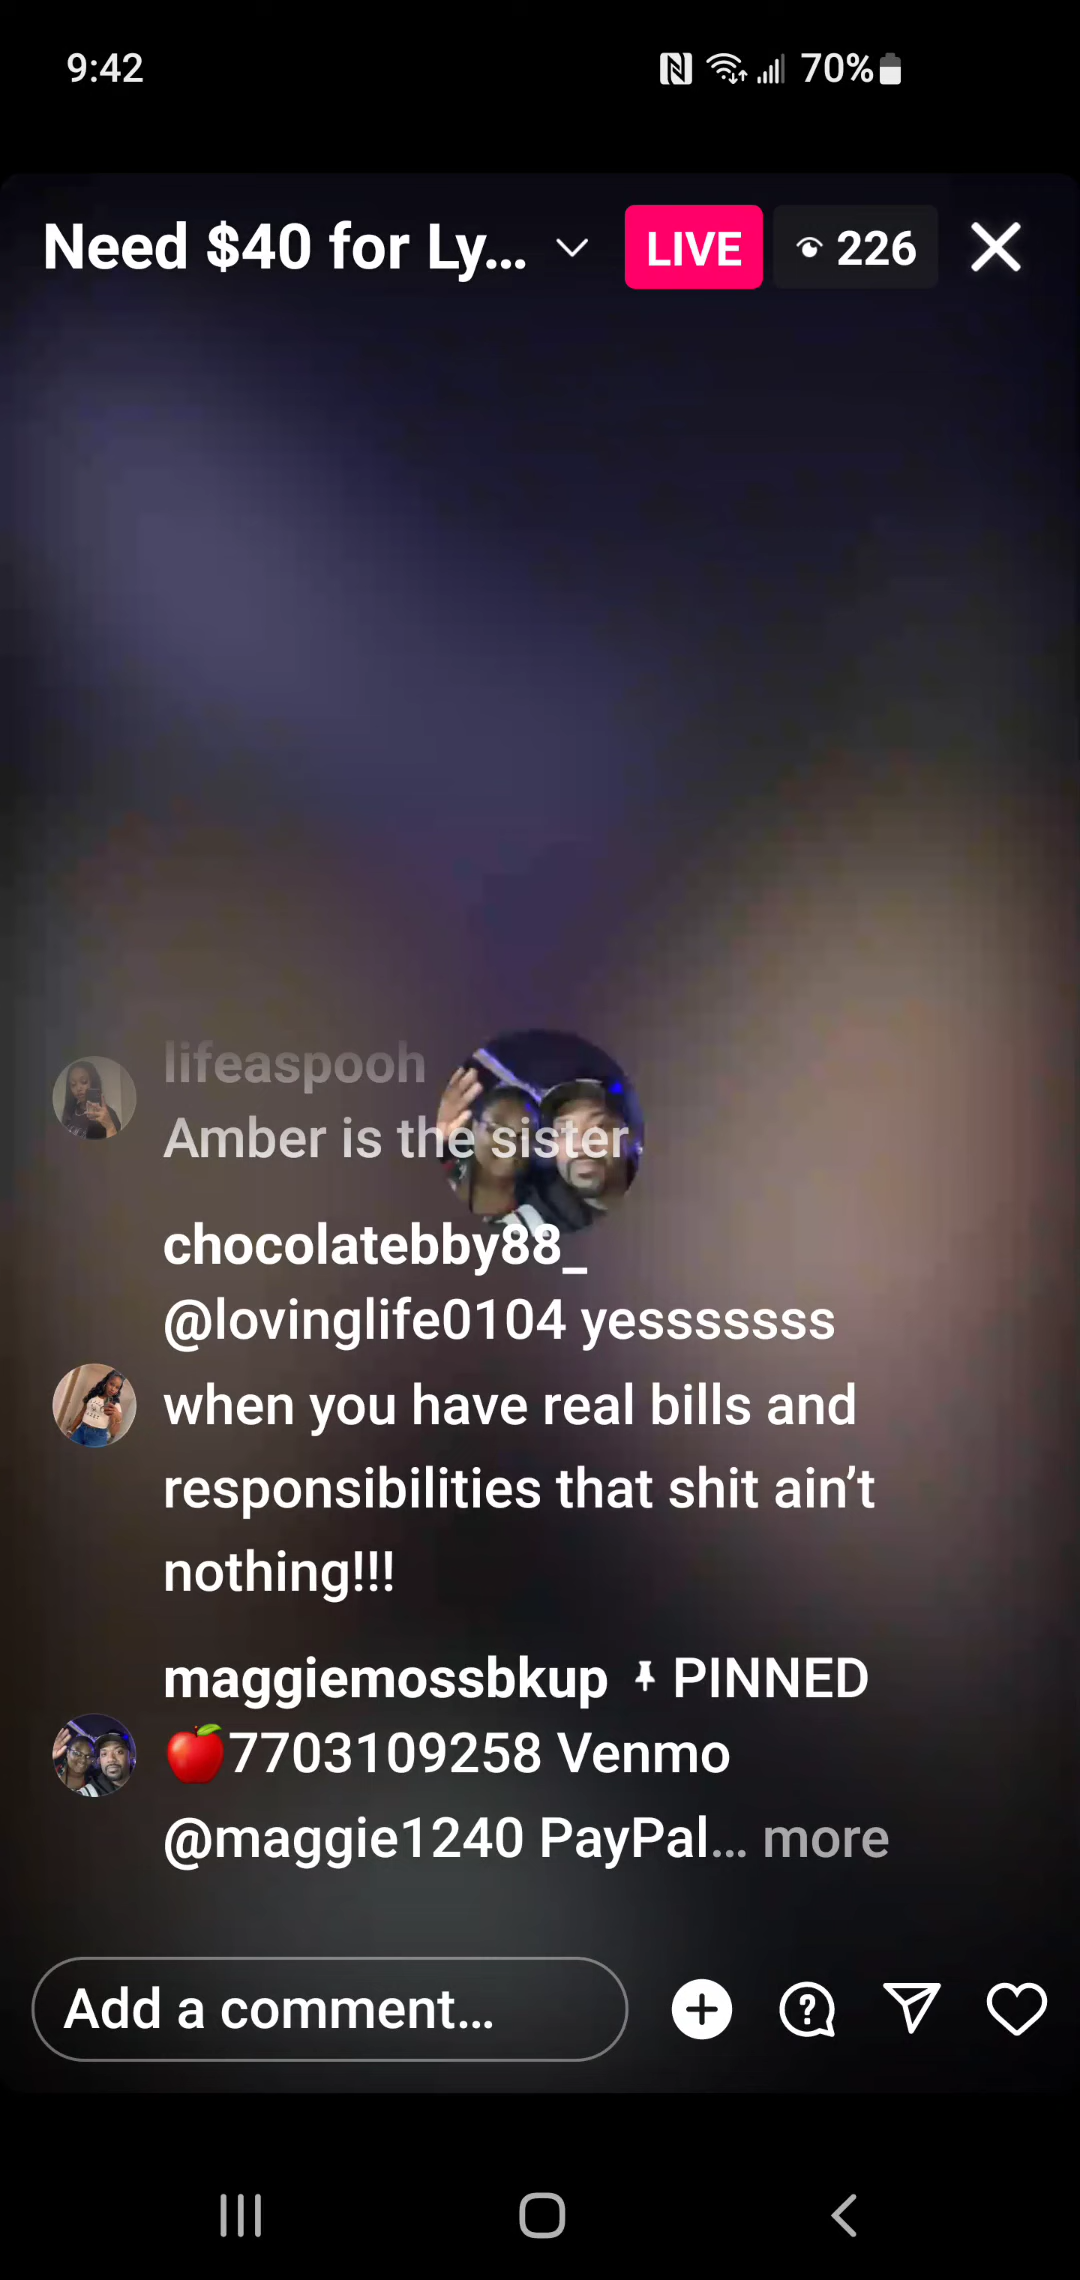 9:42
70%
Need $40 for Ly...
LIVE
226
lifeaspooh
Amber is the sister
chocolatebby88_
@lovinglife0104 yesssssss
when you have real bills and
responsibilities that shit ain’t
nothing!!!
maggiemossbkup PINNED
🍎7703109258 Venmo
@maggie1240 PayPal... more
Add a comment...